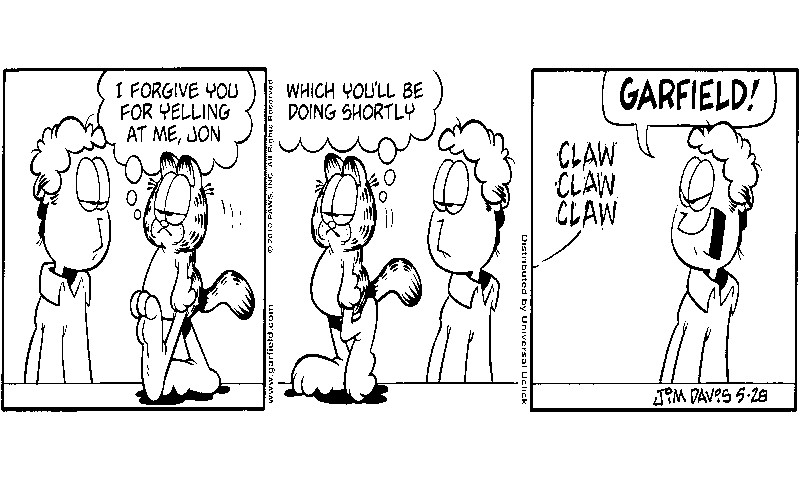 I FORGIVE YOU
FOR YELLING
AT ME, JON
© 2010 PAWS, INC. All Rights Reserved.
www.garfield.com
WHICH YOU'LL BE
DOING SHORTLY
Distributed by Universal Uclick
GARFIELD!
CLAW
CLAW
CLAW
JIM DAVIS 5-28